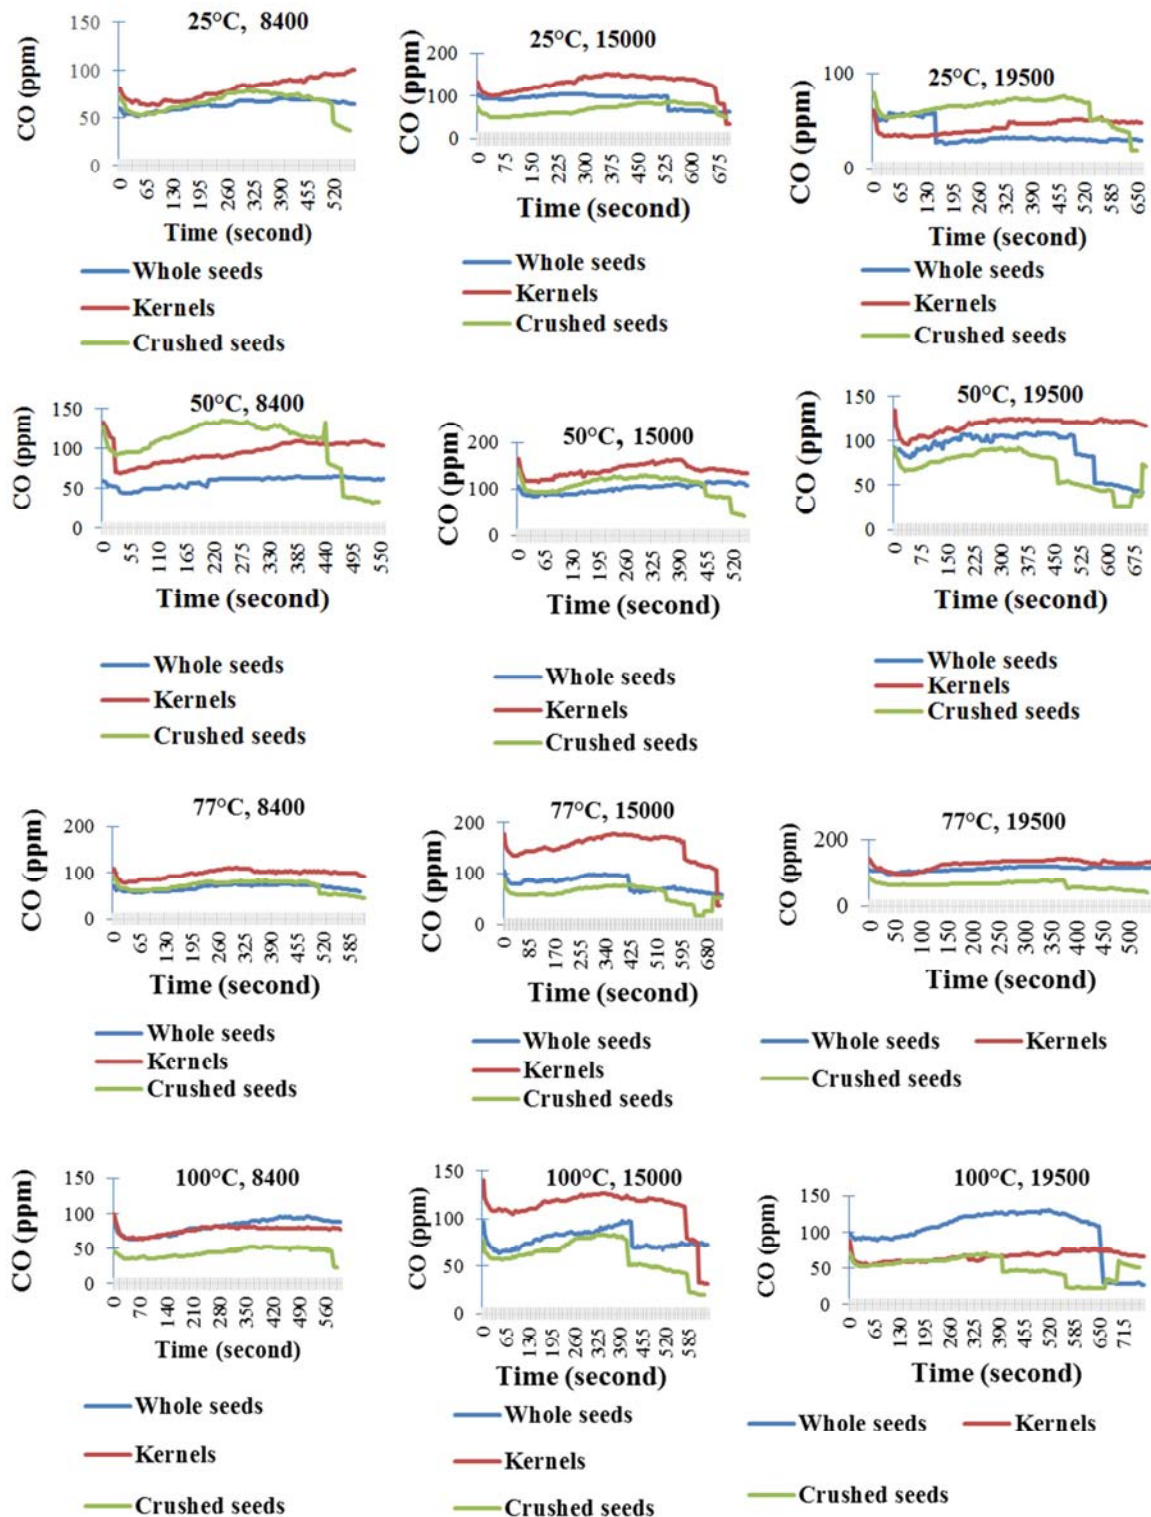 25°C, 8400
CO (ppm)
150
100
50
0
0 65 130 195 260 325 390 455 520
Time (second)
Whole seeds
Kernels
Crushed seeds
25°C, 15000
CO (ppm)
200
100
0
0 75 150 225 300 375 450 525 600 675
Time (second)
Whole seeds
Kernels
Crushed seeds
25°C, 19500
CO (ppm)
100
0
0 65 130 195 260 325 390 455 520 585 650
Time (second)
Whole seeds
Kernels
Crushed seeds
50°C, 8400
CO (ppm)
150
100
50
0
0 55 110 165 220 275 330 385 440 495 550
Time (second)
Whole seeds
Kernels
Crushed seeds
50°C, 15000
CO (ppm)
200
100
0
0 65 130 195 260 325 390 455 520
Time (second)
Whole seeds
Kernels
Crushed seeds
50°C, 19500
CO (ppm)
150
100
50
0
0 75 150 225 300 375 450 525 600 675
Time (second)
Whole seeds
Kernels
Crushed seeds
77°C, 8400
CO (ppm)
200
100
0
0 65 130 195 260 325 390 455 520 585
Time (second)
Whole seeds
Kernels
Crushed seeds
77°C, 15000
CO (ppm)
200
150
100
50
0
0 85 170 255 340 425 510 595 680
Time (second)
Whole seeds
Kernels
Crushed seeds
77°C, 19500
CO (ppm)
200
100
0
0 50 100 150 200 250 300 350 400 450 500
Time (second)
Whole seeds Kernels
Crushed seeds
100°C, 8400
CO (ppm)
150
100
50
0
0 70 140 210 280 350 420 490 560
Time (second)
Whole seeds
Kernels
Crushed seeds
100°C, 15000
CO (ppm)
150
100
50
0
0 65 130 195 260 325 390 455 520 585
Time (second)
Whole seeds
Kernels
Crushed seeds
100°C, 19500
CO (ppm)
150
100
50
0
0 65 130 195 260 325 390 455 520 585 650 715
Time (second)
Whole seeds Kernels
Crushed seeds